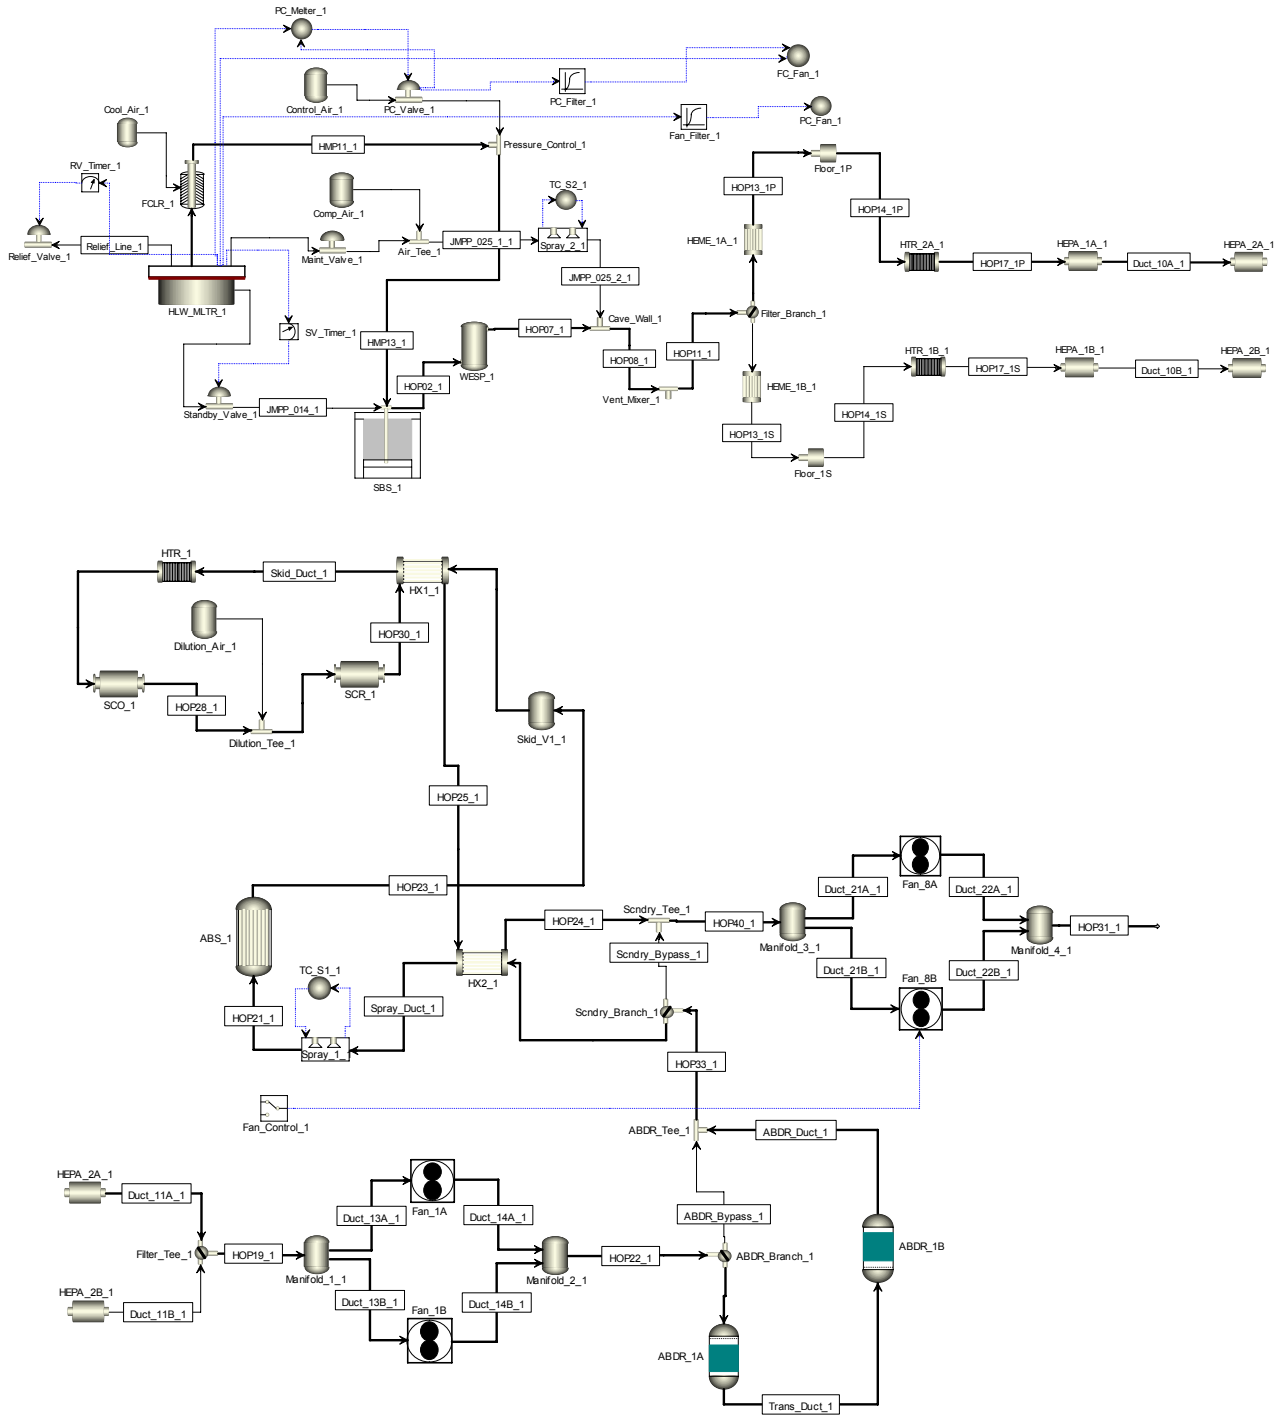 PC_Melter_1
FC_Fan_1
PC_Filter_1
Control_Air_1
PC_Valve_1
PC_Fan_1
Cool_Air_1
Fan_Filter_1
HMP11_1
Pressure_Control_1
RV_Timer_1
FCLR_1
Comp_Air_1
TC_S2_1
Floor_1P
HOP13_1P
HOP14_1P
Relief_Line_1
Relief_Valve_1
Maint_Valve_1
Air_Tee_1
JMPP_025_1_1
Spray_2_1
HEME_1A_1
HTR_2A_1
HOP17_1P
HEPA_1A_1
Duct_10A_1
HEPA_2A_1
JMPP_025_2_1
HLW_MLTR_1
SV_Timer_1
HMP13_1
HOP07_1
Cave_Wall_1
Filter_Branch_1
HOP08_1
HOP11_1
WESP_1
HOP02_1
HTR_1B_1
HOP17_1S
HEPA_1B_1
Duct_10B_1
HEPA_2B_1
HEME_1B_1
Vent_Mixer_1
Standby_Valve_1
JMPP_014_1
HOP14_1S
HOP13_1S
Floor_1S
SBS_1
HTR_1
Skid_Duct_1
HX1_1
Dilution_Air_1
HOP30_1
SCO_1
HOP28_1
SCR_1
Dilution_Tee_1
Skid_V1_1
HOP25_1
HOP23_1
Duct_21A_1
Fan_8A
Duct_22A_1
Scndry_Tee_1
HOP24_1
HOP40_1
Manifold_3_1
HOP31_1
Manifold_4_1
ABS_1
Scndry_Bypass_1
Duct_21B_1
Fan_8B
Duct_22B_1
TC_S1_1
HX2_1
Spray_Duct_1
HOP21_1
Scndry_Branch_1
Spray_1_1
HOP33_1
Fan_Control_1
ABDR_Tee_1
ABDR_Duct_1
HEPA_2A_1
Duct_11A_1
Fan_1A
Duct_13A_1
Duct_14A_1
ABDR_Bypass_1
Filter_Tee_1
HOP19_1
Manifold_1_1
Manifold_2_1
HOP22_1
ABDR_Branch_1
ABDR_1B
HEPA_2B_1
Duct_11B_1
Duct_13B_1
Fan_1B
Duct_14B_1
ABDR_1A
Trans_Duct_1